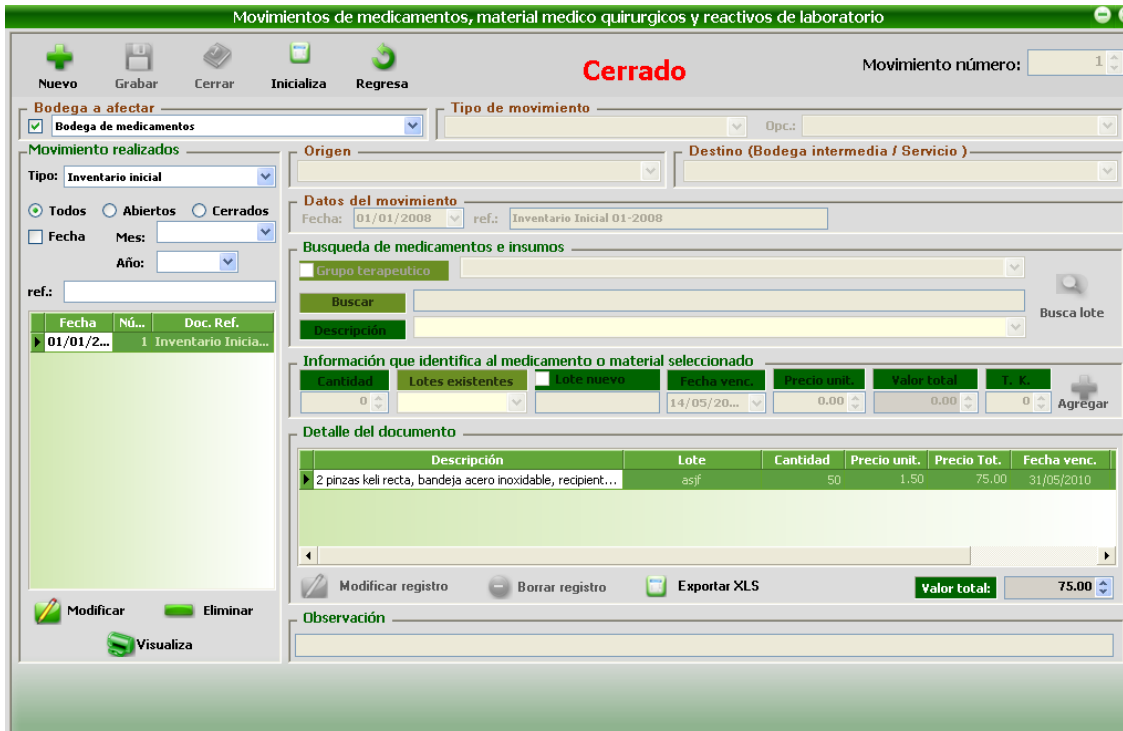 Movimientos de medicamentos, material medico quirurgicos y reactivos de laboratorio
Nuevo Grabar Cerrar Inicializa Regresa
Cerrado
Movimiento número: 1
Bodega a afectar
Bodega de medicamentos
Tipo de movimiento
Opc.:
Movimiento realizados
Tipo: Inventario inicial
Todos Abiertos Cerrados
Fecha Mes:
Año:
ref.:
Fecha Nú... Doc. Ref.
01/01/2... 1 Inventario Inicia...
Modificar Eliminar
Visualiza
Origen
Destino (Bodega intermedia / Servicio )
Datos del movimiento
Fecha: 01/01/2008 ref.: Inventario Inicial 01-2008
Busqueda de medicamentos e insumos
Grupo terapeutico
Buscar
Descripción
Busca lote
Información que identifica al medicamento o material seleccionado
Cantidad Lotes existentes Lote nuevo Fecha venc. Precio unit. Valor total T. K.
0 14/05/20... 0.00 0.00 0 Agregar
Detalle del documento
Descripción Lote Cantidad Precio unit. Precio Tot. Fecha venc.
2 pinzas keli recta, bandeja acero inoxidable, recipient... asjf 50 1.50 75.00 31/05/2010
Modificar registro Borrar registro Exportar XLS Valor total: 75.00
Observación